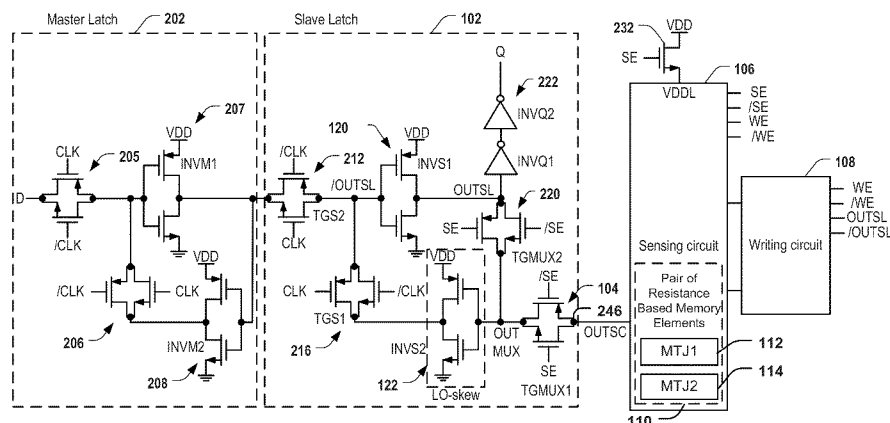 Master Latch
202
Slave Latch
102
VDD
232
SE
VDDL
106
SE
/SE
WE
/WE
Q
222
INVQ2
INVQ1
207
VDD
INVM1
CLK
205
D
/CLK
120
VDD
INVS1
/CLK
212
/OUTSL
TGS2
CLK
OUTSL
220
SE
/SE
TGMUX2
108
WE
/WE
OUTSL
/OUTSL
Sensing circuit
Writing circuit
VDD
/CLK
CLK
206
INVM2
208
CLK
/CLK
TGS1
216
VDD
INVS2
122
LO-skew
/SE
104
246
OUT
MUX
OUTSC
SE
TGMUX1
Pair of
Resistance
Based Memory
Elements
MTJ1
112
MTJ2
114
110